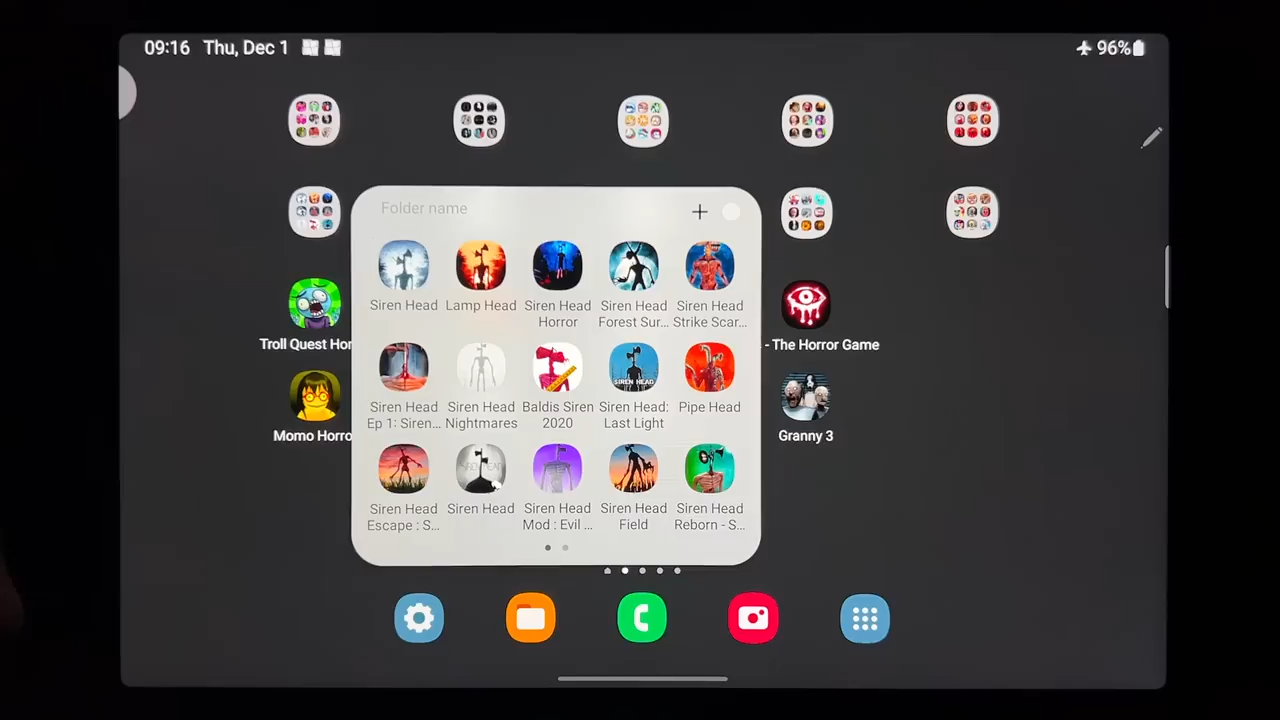 09:16 Thu, Dec 1
96%
Folder name
Siren Head
Lamp Head
Siren Head
Horror
Siren Head
Forest Sur...
Siren Head
Strike Scar...
Siren Head
Ep 1: Siren...
Siren Head
Nightmares
Baldis Siren
2020
Siren Head:
Last Light
SIREN HEAD
Pipe Head
Siren Head
Escape : S...
Siren Head
Siren Head
Mod : Evil ...
Siren Head
Field
Siren Head
Reborn - S...
Troll Quest Hor
- The Horror Game
Momo Horro
Granny 3